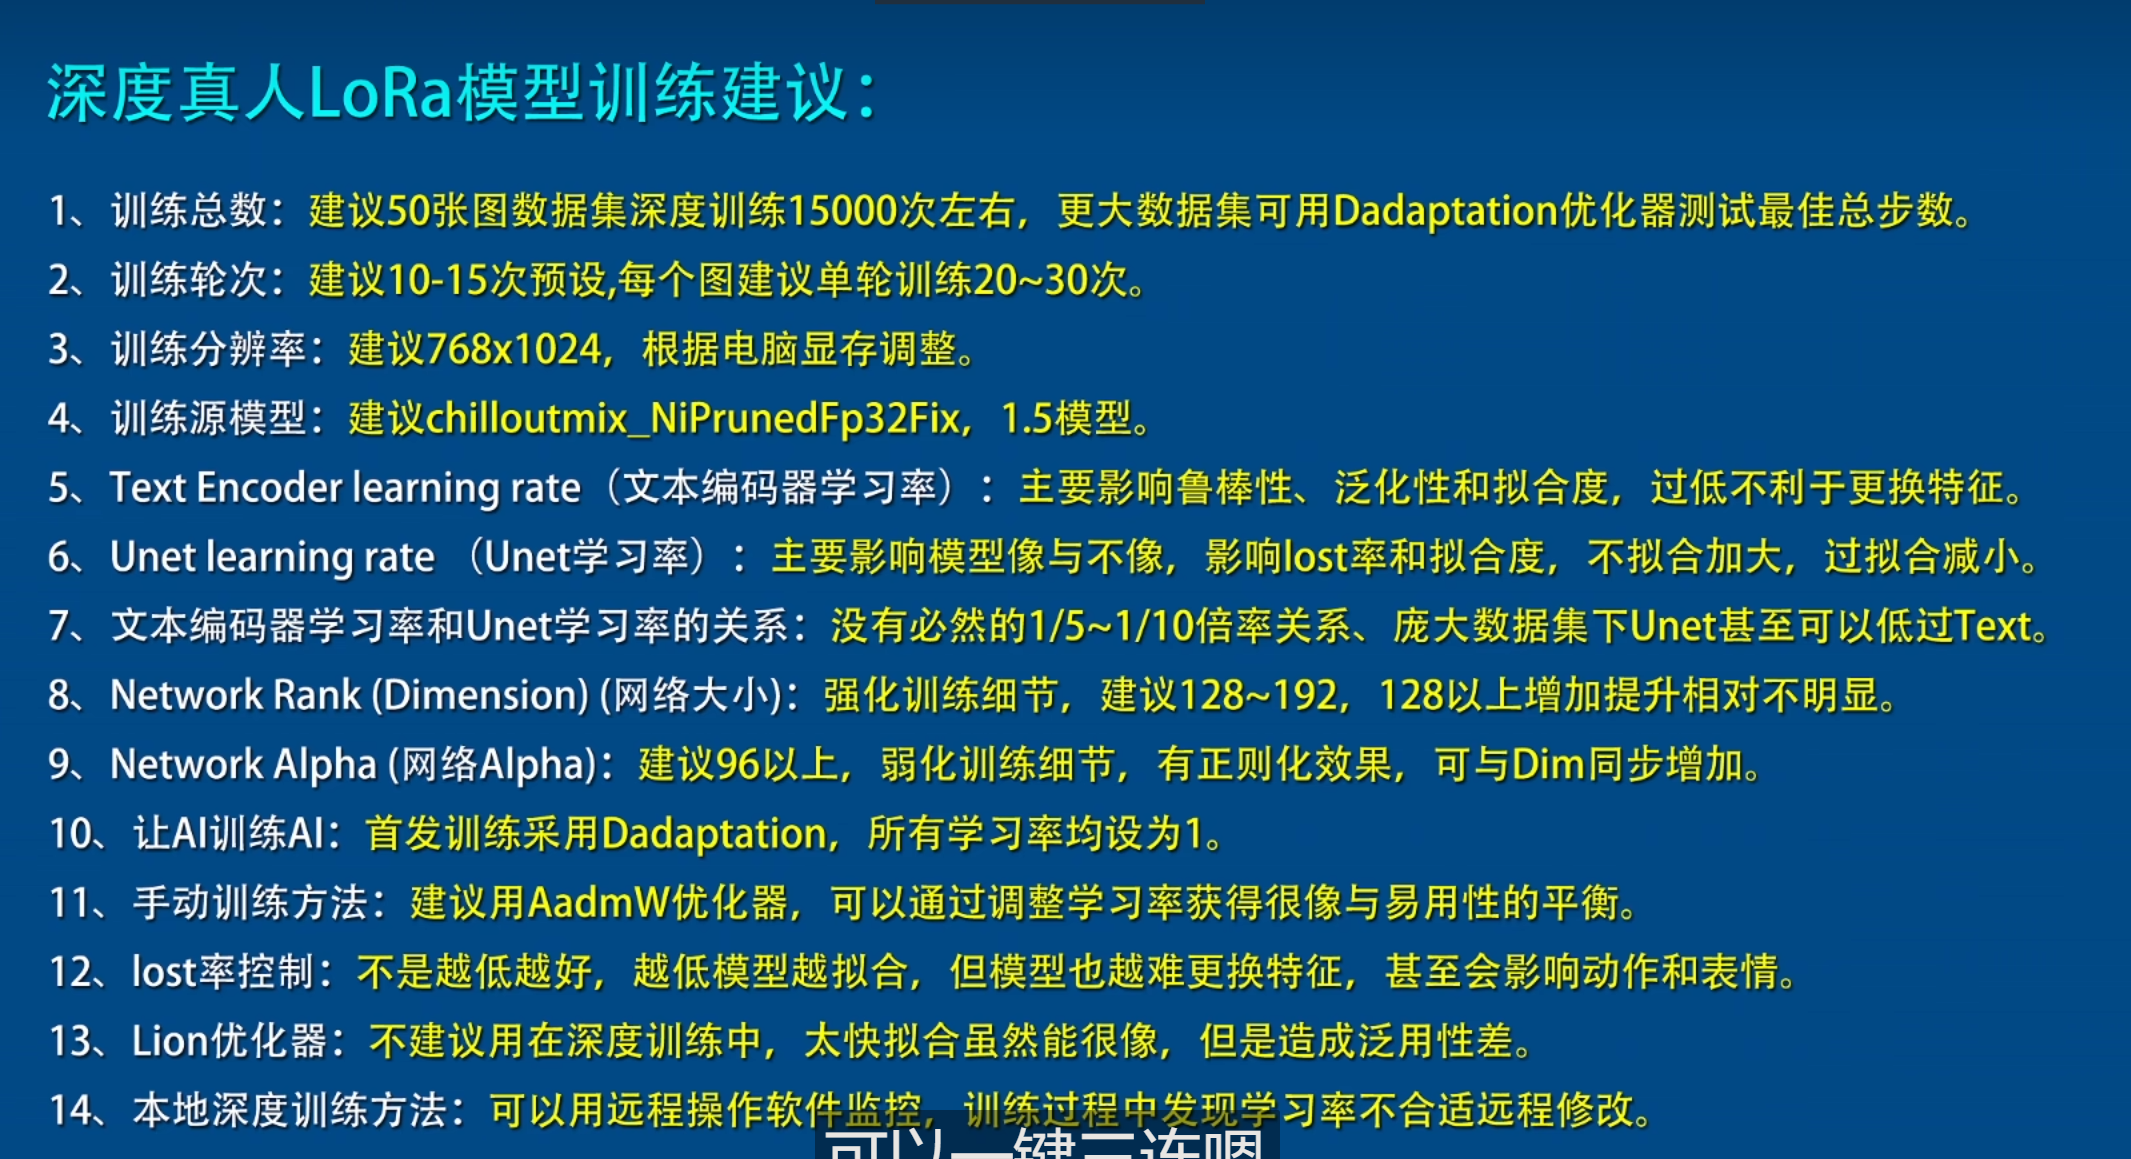 深度真人LoRa模型训练建议：
1、训练总数：建议50张图数据集深度训练15000次左右，更大数据集可用Dadaptation优化器测试最佳总步数。
2、训练轮次：建议10-15次预设,每个图建议单轮训练20~30次。
3、训练分辨率：建议768x1024，根据电脑显存调整。
4、训练源模型：建议chilloutmix_NiPrunedFp32Fix，1.5模型。
5、Text Encoder learning rate（文本编码器学习率）：主要影响鲁棒性、泛化性和拟合度，过低不利于更换特征。
6、Unet learning rate （Unet学习率）：主要影响模型像与不像，影响lost率和拟合度，不拟合加大，过拟合减小。
7、文本编码器学习率和Unet学习率的关系：没有必然的1/5~1/10倍率关系、庞大数据集下Unet甚至可以低过Text。
8、Network Rank (Dimension) (网络大小)：强化训练细节，建议128~192，128以上增加提升相对不明显。
9、Network Alpha (网络Alpha)：建议96以上，弱化训练细节，有正则化效果，可与Dim同步增加。
10、让AI训练AI：首发训练采用Dadaptation，所有学习率均设为1。
11、手动训练方法：建议用AadmW优化器，可以通过调整学习率获得很像与易用性的平衡。
12、lost率控制：不是越低越好，越低模型越拟合，但模型也越难更换特征，甚至会影响动作和表情。
13、Lion优化器：不建议用在深度训练中，太快拟合虽然能很像，但是造成泛用性差。
14、本地深度训练方法：可以用远程操作软件监控，训练过程中发现学习率不合适远程修改。
可以一键三连嗯